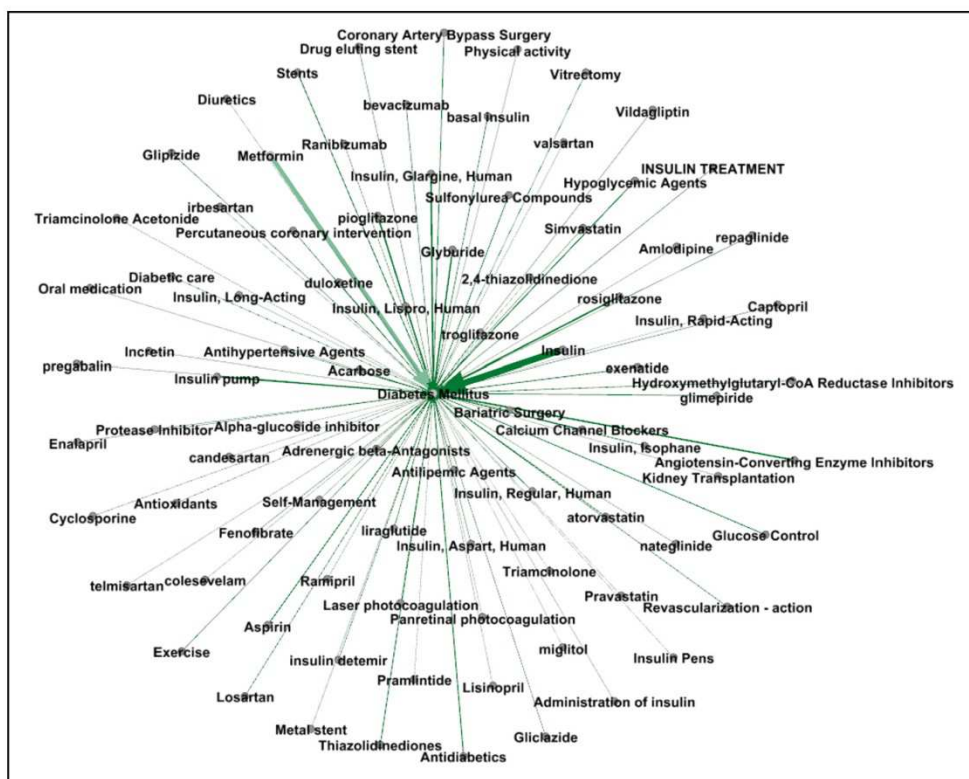 Coronary Artery Bypass Surgery
Drug eluting stent
Physical activity
Stents
Vitrectomy
Diuretics
bevacizumab
basal insulin
Vildagliptin
Glipizide
Metformin
Ranibizumab
valsartan
INSULIN TREATMENT
Insulin, Glargine, Human
Hypoglycemic Agents
Sulfonylurea Compounds
irbesartan
Triamcinolone Acetonide
pioglitazone
Percutaneous coronary intervention
Simvastatin
repaglinide
Glyburide
Amlodipine
Diabetic care
Oral medication
duloxetine
2,4-thiazolidinedione
Insulin, Long-Acting
Insulin, Lispro, Human
rosiglitazone
Captopril
Insulin, Rapid-Acting
troglitazone
Incretin
Antihypertensive Agents
Insulin
pregabalin
Insulin pump
Acarbose
exenatide
Hydroxymethylglutaryl-CoA Reductase Inhibitors
Diabetes Mellitus
glimepiride
Bariatric Surgery
Protease Inhibitor
Alpha-glucoside inhibitor
Calcium Channel Blockers
Enalapril
candesartan
Adrenergic beta-Antagonists
Insulin, Isophane
Angiotensin-Converting Enzyme Inhibitors
Antilipemic Agents
Kidney Transplantation
Antioxidants
Self-Management
Insulin, Regular, Human
Cyclosporine
atorvastatin
Fenofibrate
liraglutide
Insulin, Aspart, Human
nateglinide
Glucose Control
telmisartan
colesevelam
Ramipril
Triamcinolone
Pravastatin
Laser photocoagulation
Panretinal photocoagulation
Revascularization - action
Aspirin
Exercise
insulin detemir
miglitol
Insulin Pens
Pramlintide
Lisinopril
Losartan
Administration of insulin
Metal stent
Thiazolidinediones
Gliclazide
Antidiabetics